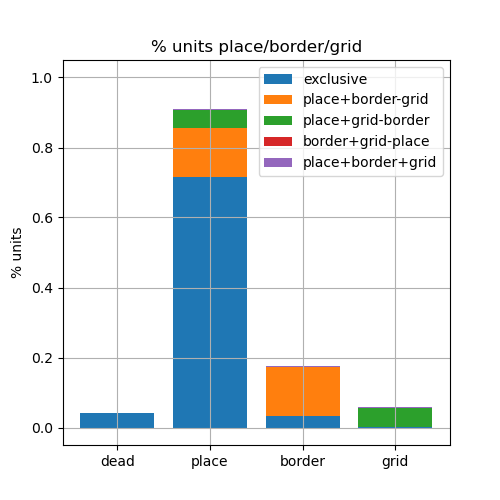 % units place/border/grid
% units
1.0
0.8
0.6
0.4
0.2
0.0
exclusive
place+border-grid
place+grid-border
border+grid-place
place+border+grid
dead
place
border
grid